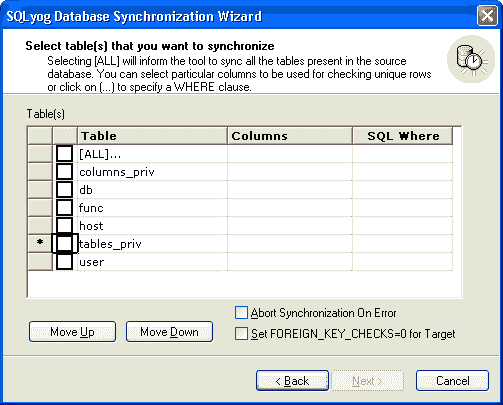 SQLyog Database Synchronization Wizard
Select table(s) that you want to synchronize
Selecting [ALL] will inform the tool to sync all the tables present in the source
database. You can select particular columns to be used for checking unique rows
or click on (...) to specify a WHERE clause.
Table(s)
Table Columns SQL Where
[ALL]...
columns_priv
db
func
host
* tables_priv
user
Abort Synchronization On Error
Move Up Move Down
Set FOREIGN_KEY_CHECKS=0 for Target
< Back Next > Cancel